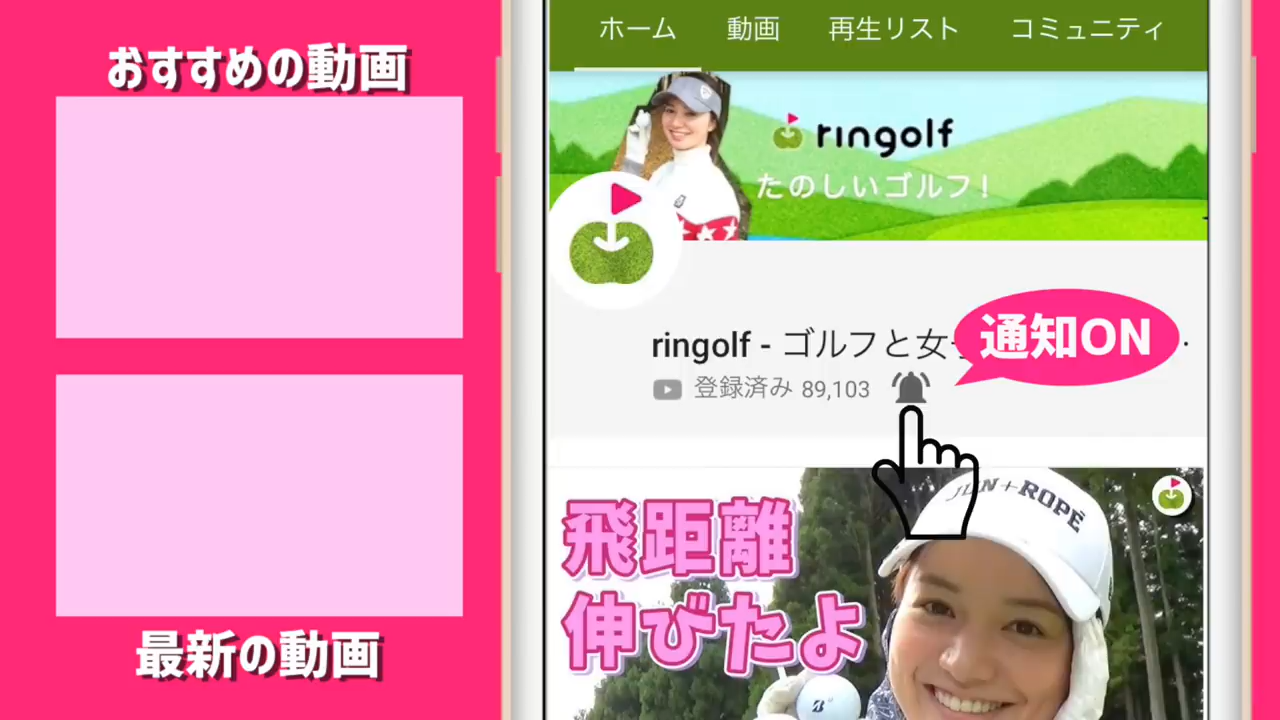 おすすめの動画
最新の動画
ホーム 動画 再生リスト コミュニティ
ringolf
たのしいゴルフ!
ringolf - ゴルフと女
通知ON
登録済み 89,103
JUN+ROPÉ
飛距離
伸びたよ